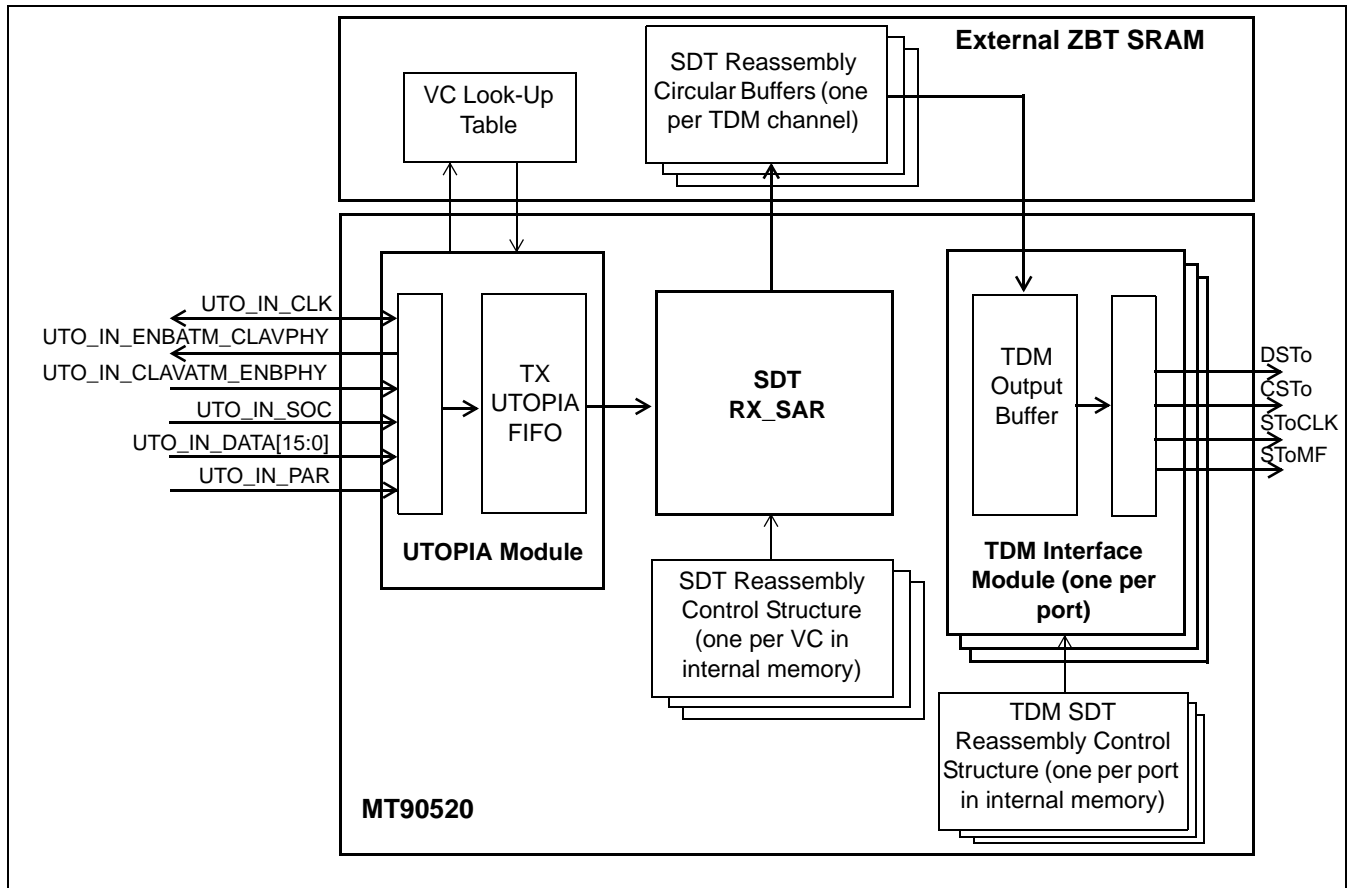 External ZBT SRAM
VC Look-Up
Table
SDT Reassembly
Circular Buffers (one
per TDM channel)
UTO_IN_CLK
UTO_IN_ENBATM_CLAVPHY
UTO_IN_CLAVATM_ENBPHY
UTO_IN_SOC
UTO_IN_DATA[15:0]
UTO_IN_PAR
TX
UTOPIA
FIFO
UTOPIA Module
SDT
RX_SAR
SDT Reassembly
Control Structure
(one per VC in
internal memory)
TDM
Output
Buffer
TDM Interface
Module (one per
port)
DSTo
CSTo
SToCLK
SToMF
TDM SDT
Reassembly Control
Structure (one per port
in internal memory)
MT90520